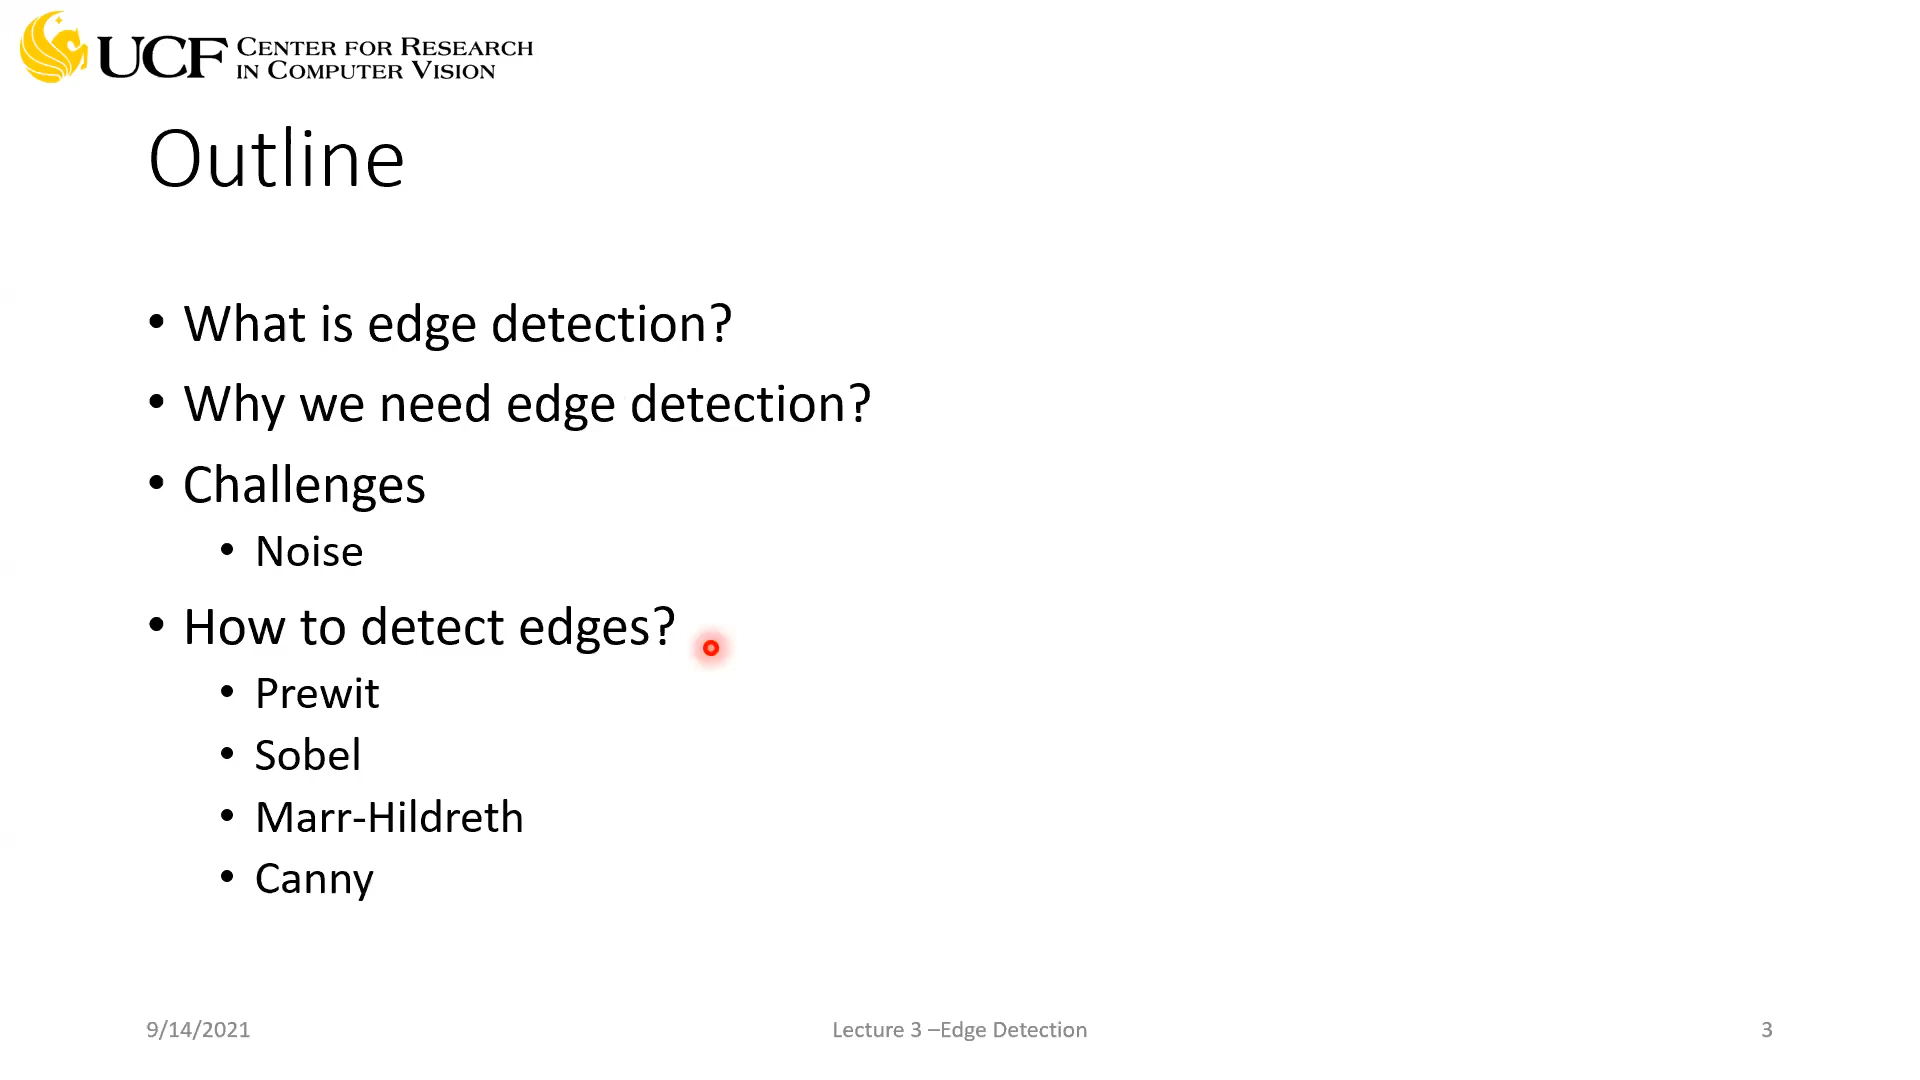 UCF CENTER FOR RESEARCH
IN COMPUTER VISION
Outline
• What is edge detection?
• Why we need edge detection?
• Challenges
• Noise
• How to detect edges?
• Prewit
• Sobel
• Marr-Hildreth
• Canny
9/14/2021
Lecture 3 –Edge Detection
3